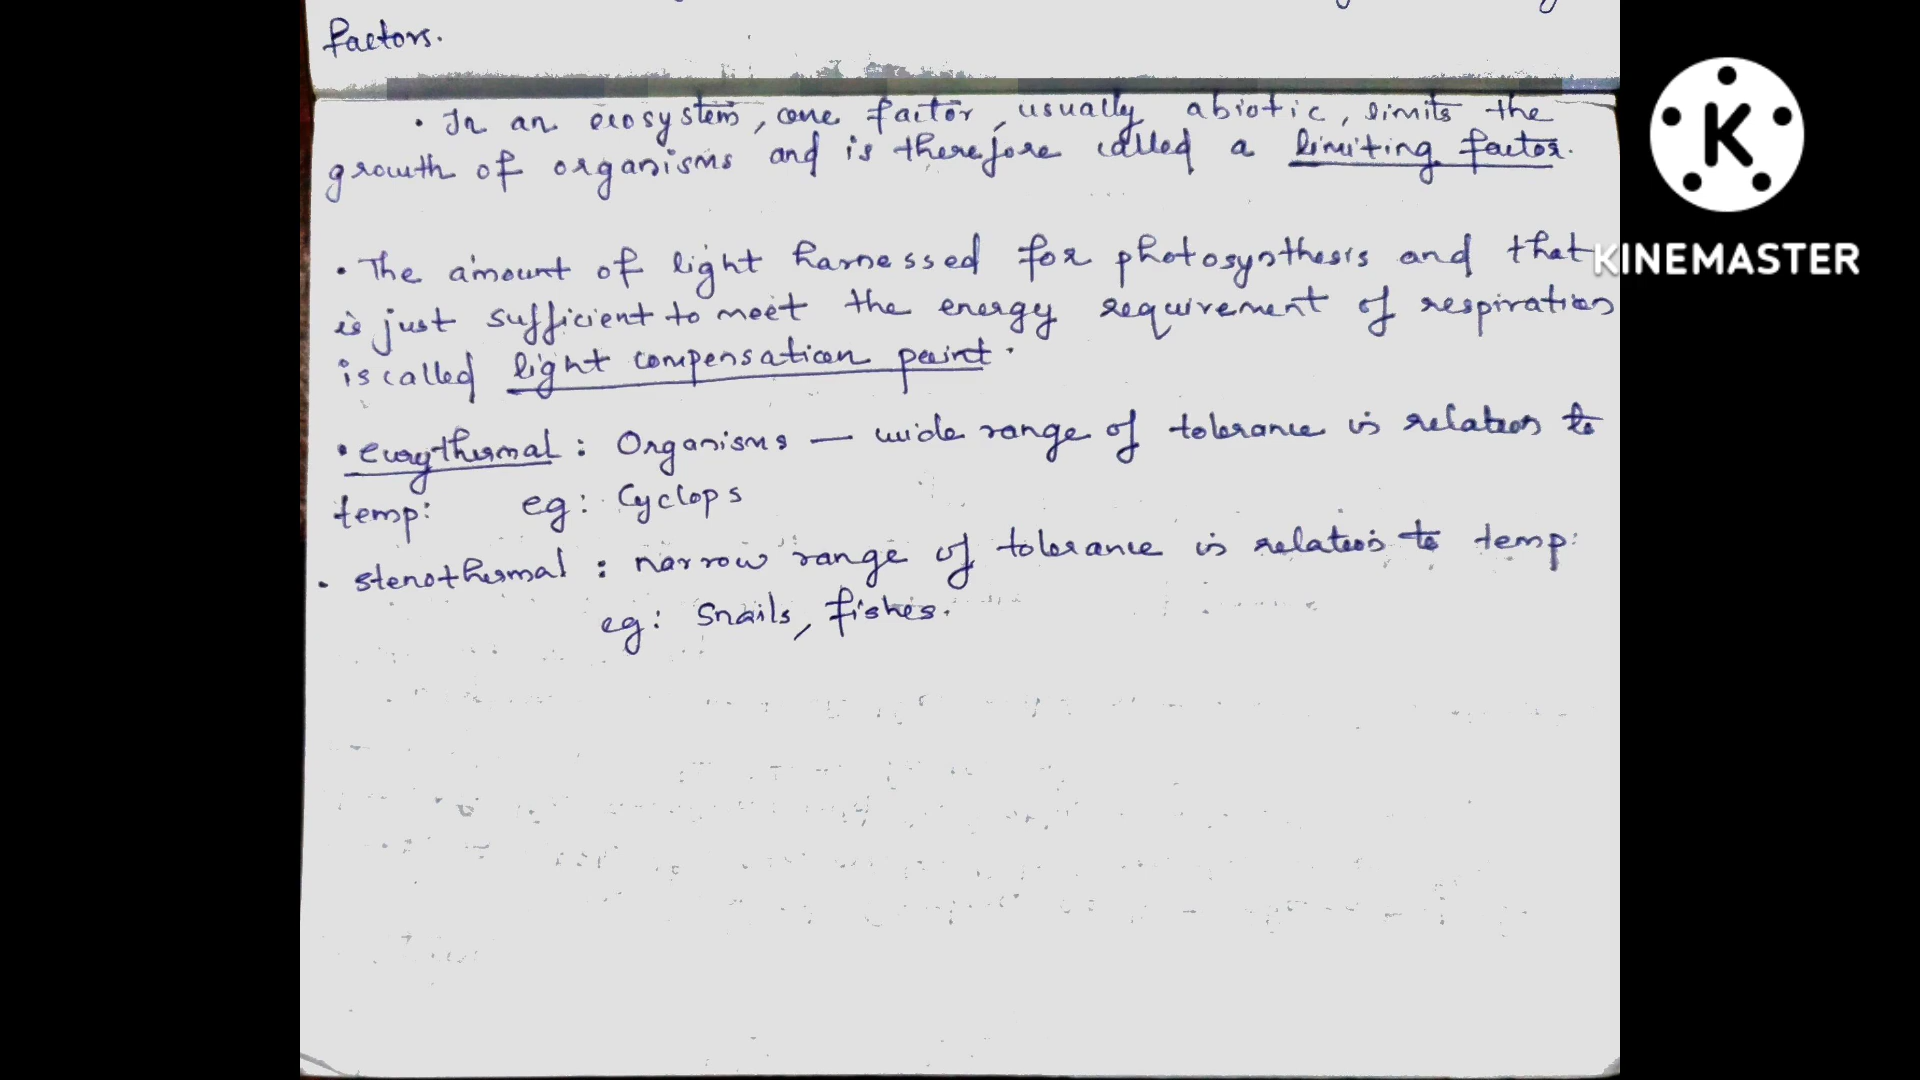 factors.
• In an ecosystem, one factor, usually abiotic, limits the
growth of organisms and is therefore called a limiting factor.
• The amount of light harnessed for photosynthesis and that
is just sufficient to meet the energy requirement of respiration
is called light compensation point.
• Eurythermal : Organisms — wide range of tolerance in relation to
temp: eg: Cyclops
• Stenothermal : narrow range of tolerance in relation to temp:
eg: Snails, fishes.
K
KINEMASTER